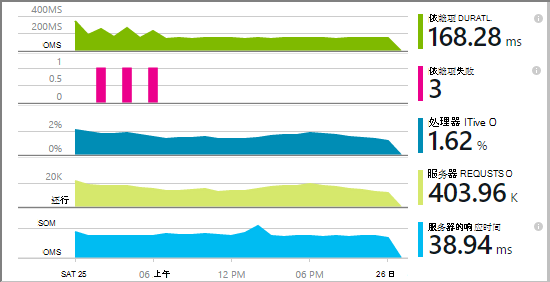 400MS
200MS
0MS
依赖项 DURATL.
168.28 ms
1
0.5
0
依赖项失败
3
2%
0%
处理器 ITive O
1.62 %
20K
还行
服务器 REQUSTS O
403.96 K
SOM
0MS
服务器的响应时间
38.94 ms
SAT 25
06 上午
12 PM
06 PM
26 日